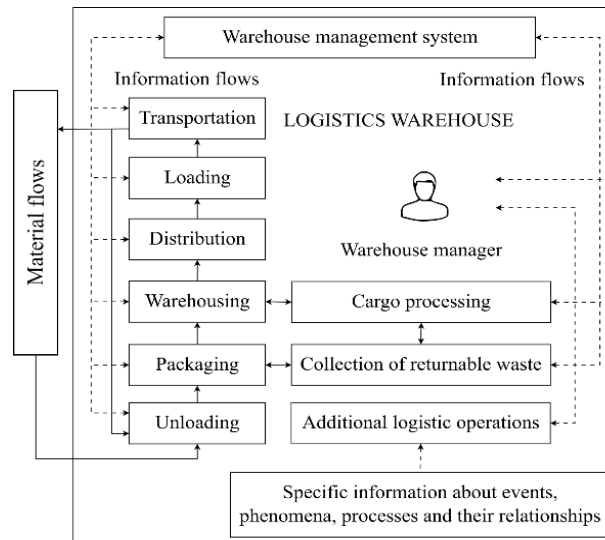 Warehouse management system
Information flows
Information flows
Transportation
LOGISTICS WAREHOUSE
Material flows
Loading
Distribution
Warehouse manager
Warehousing
Cargo processing
Packaging
Collection of returnable waste
Unloading
Additional logistic operations
Specific information about events,
phenomena, processes and their relationships